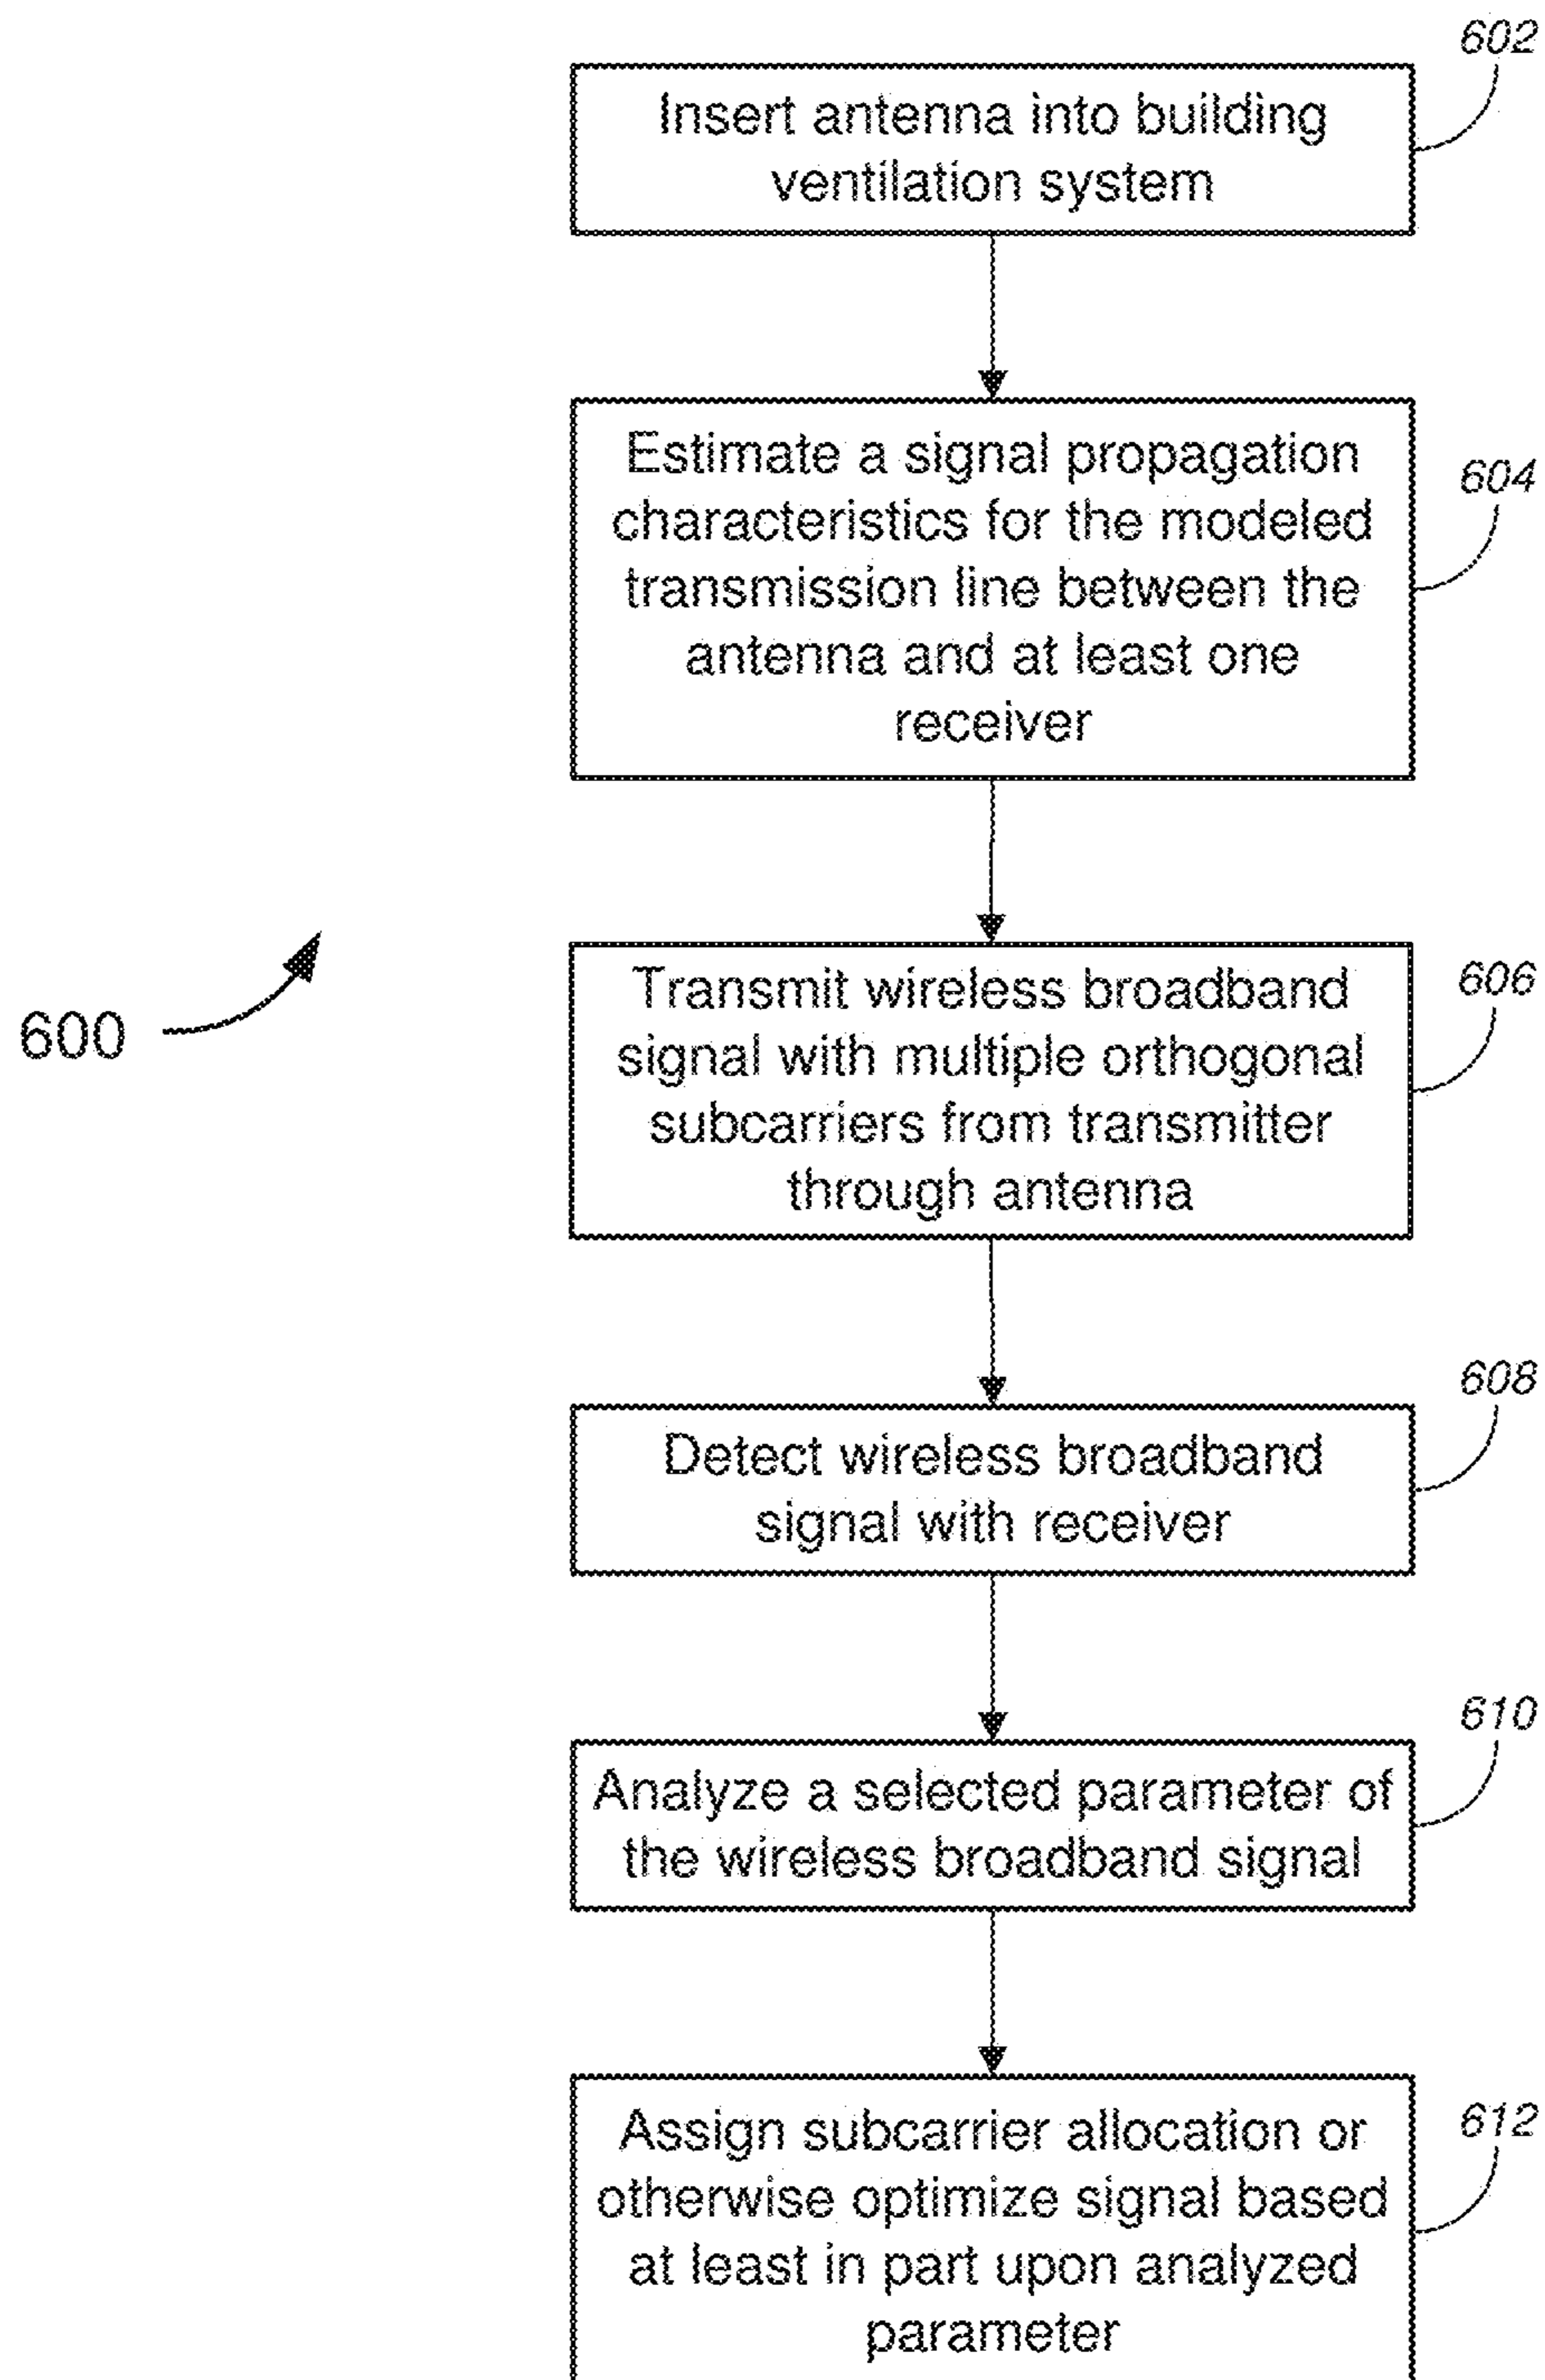 602
Insert antenna into building
ventilation system
Estimate a signal propagation
characteristics for the modeled
transmission line between the
antenna and at least one
receiver
604
600
Transmit wireless broadband
signal with multiple orthogonal
subcarriers from transmitter
through antenna
606
Detect wireless broadband
signal with receiver
608
Analyze a selected parameter of
the wireless broadband signal
610
Assign subcarrier allocation or
otherwise optimize signal based
at least in part upon analyzed
parameter
612